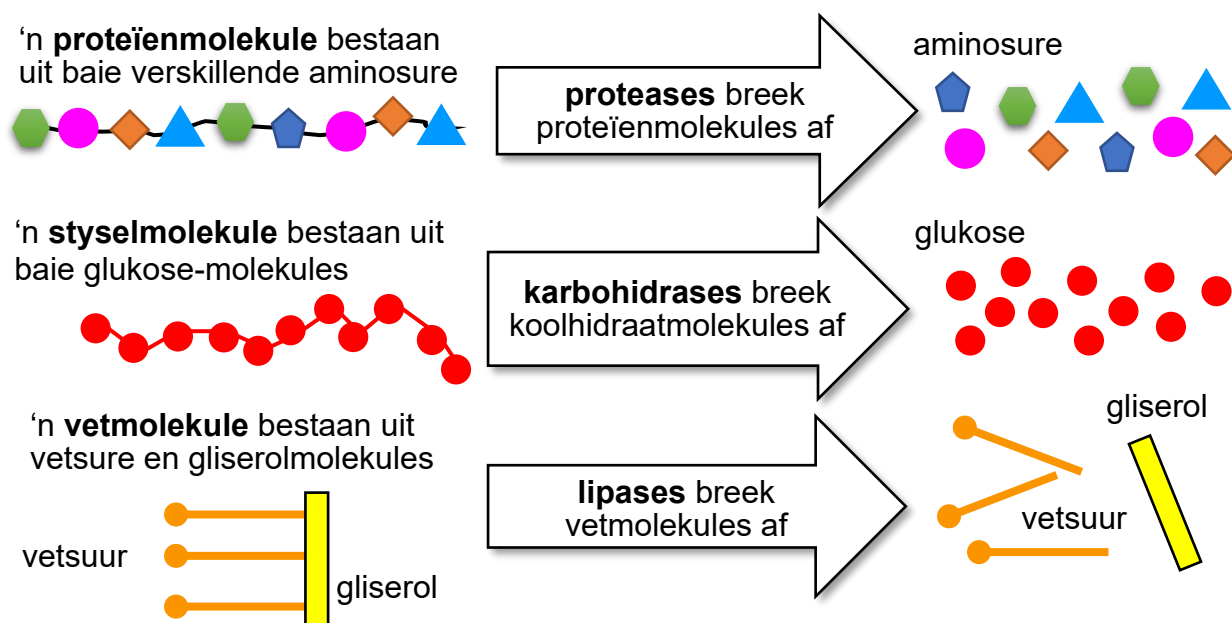 ‘n proteïenmolekule bestaan
uit baie verskillende aminosure
proteases breek
proteïenmolekules af
aminosure
‘n styselmolekule bestaan uit
baie glukose-molekules
karbohidrases breek
koolhidraatmolekules af
glukose
‘n vetmolekule bestaan uit
vetsure en gliserolmolekules
vetsuur
gliserol
lipases breek
vetmolekules af
gliserol
vetsuur